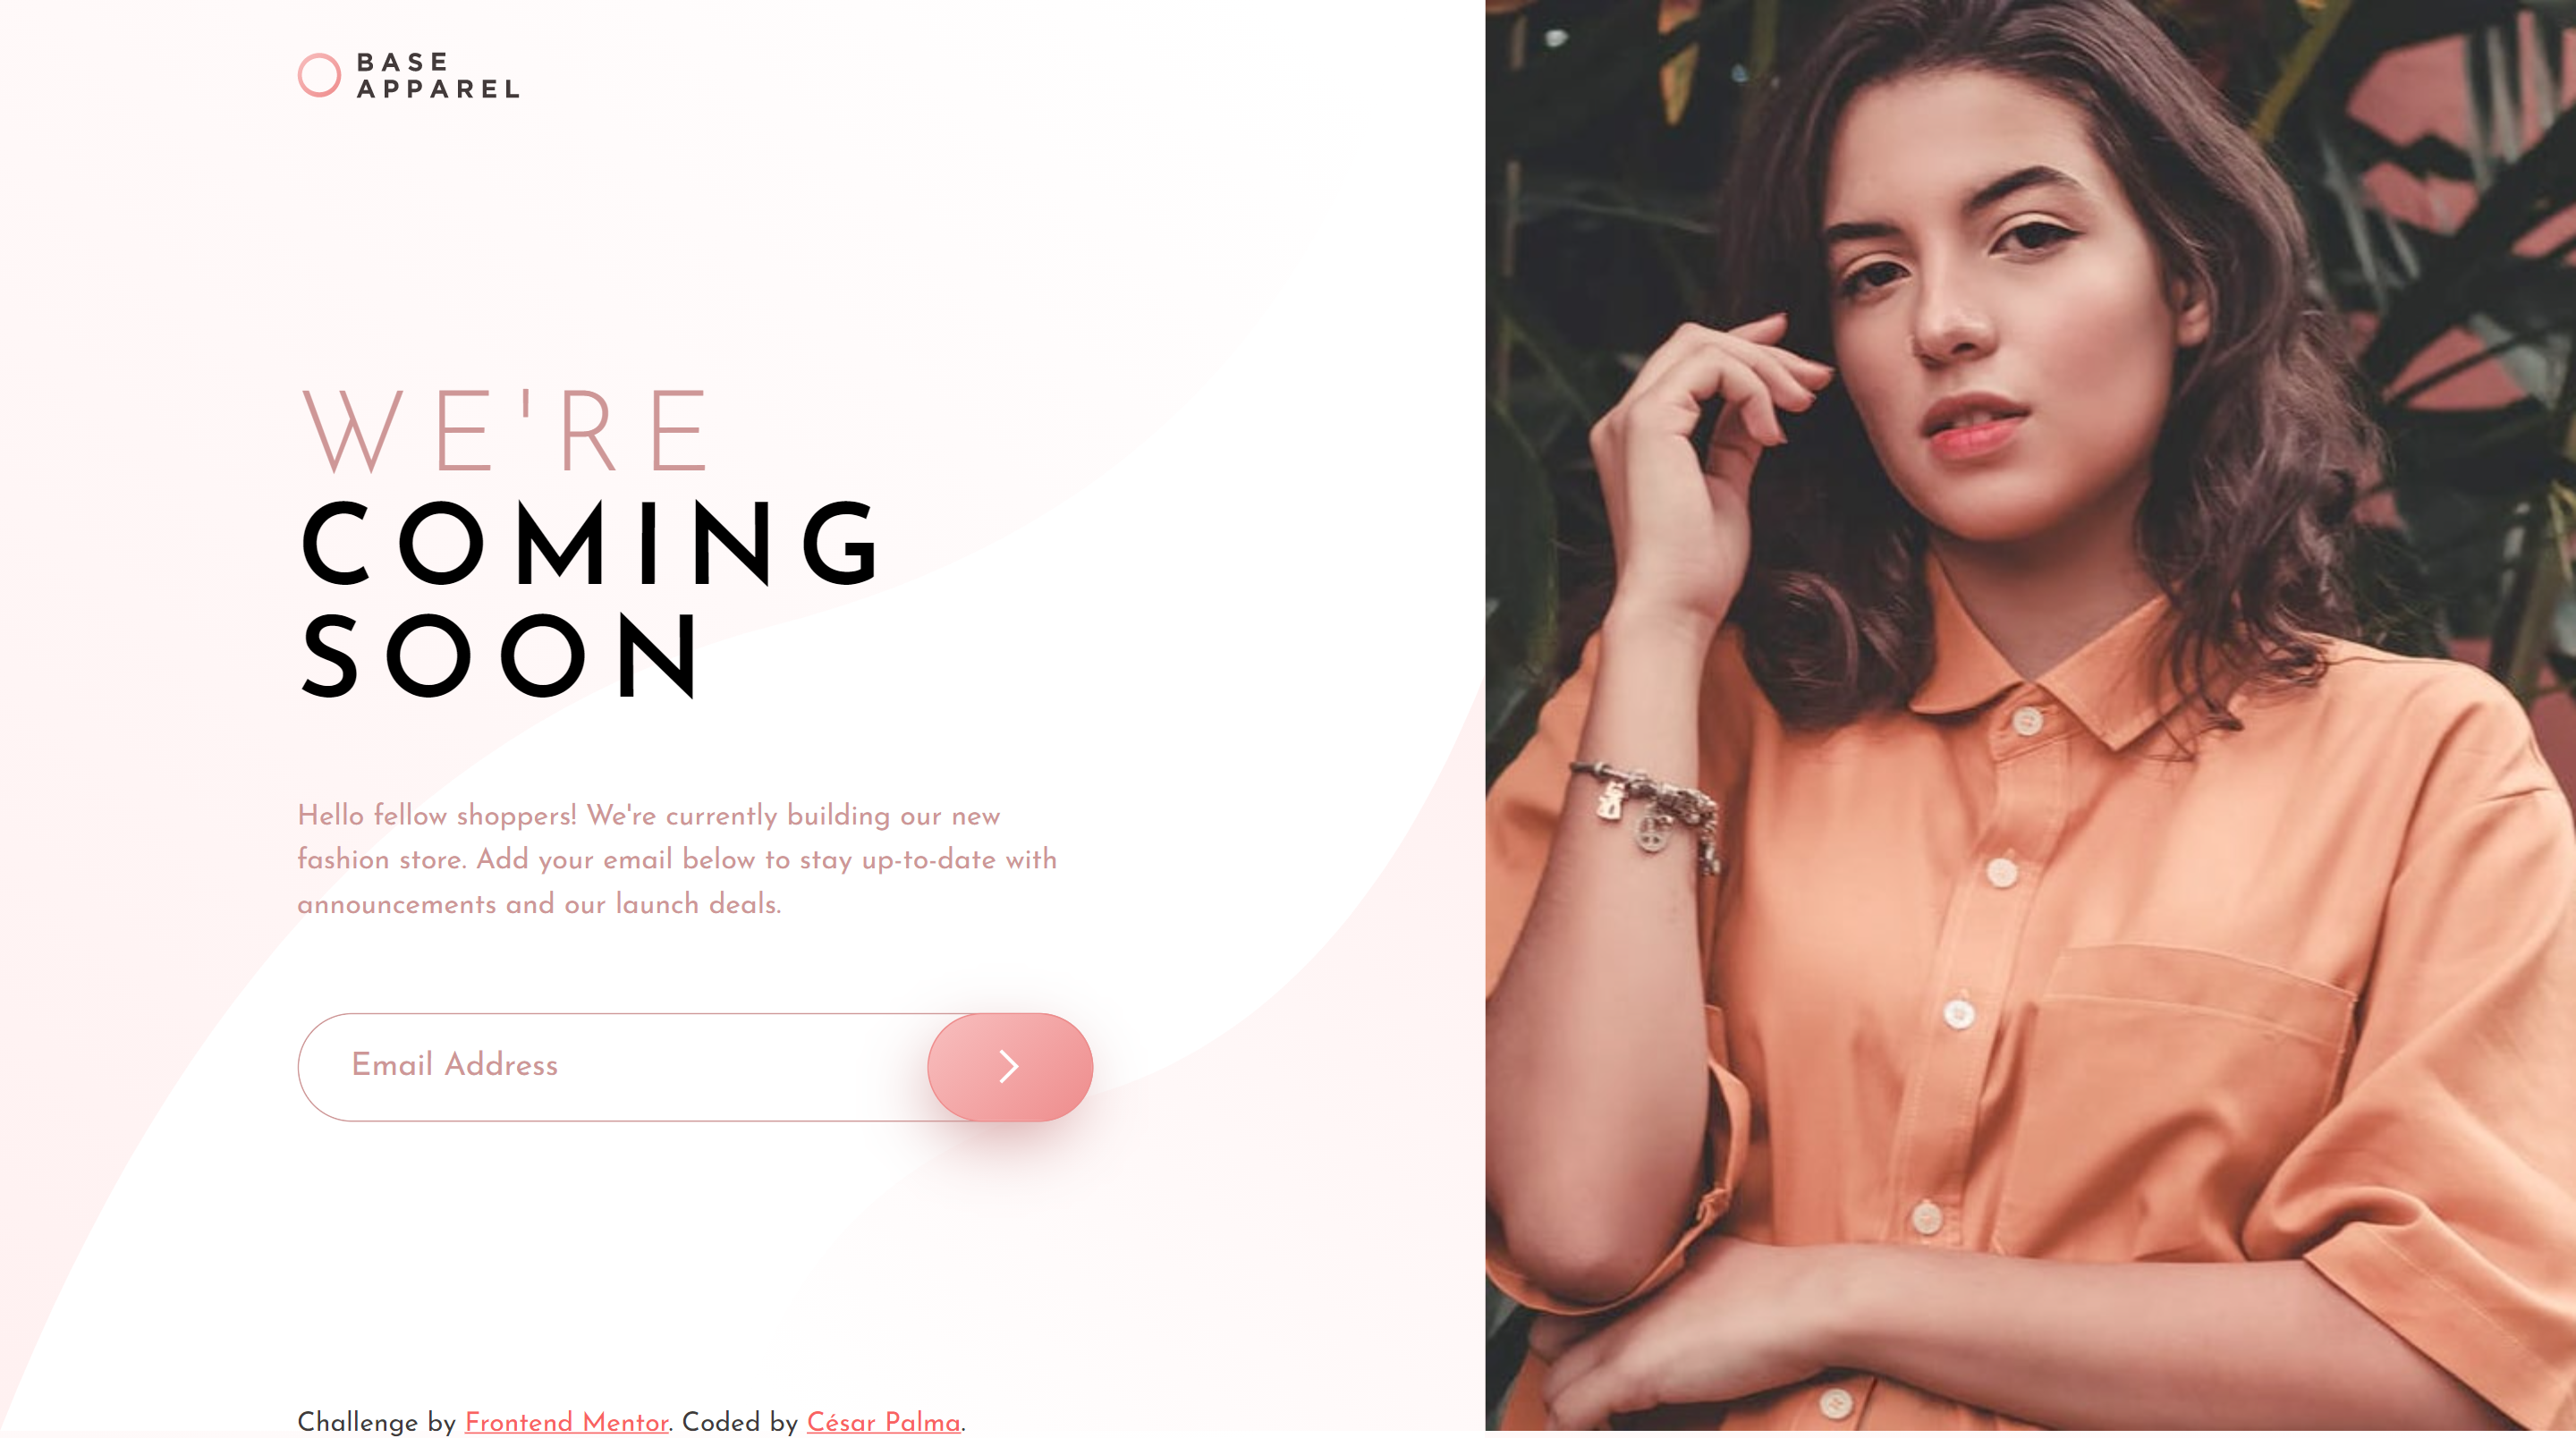 BASE
APPAREL
WE'RE
COMING
SOON
Hello fellow shoppers! We're currently building our new
fashion store. Add your email below to stay up-to-date with
announcements and our launch deals.
Email Address
Challenge by Frontend Mentor. Coded by César Palma.